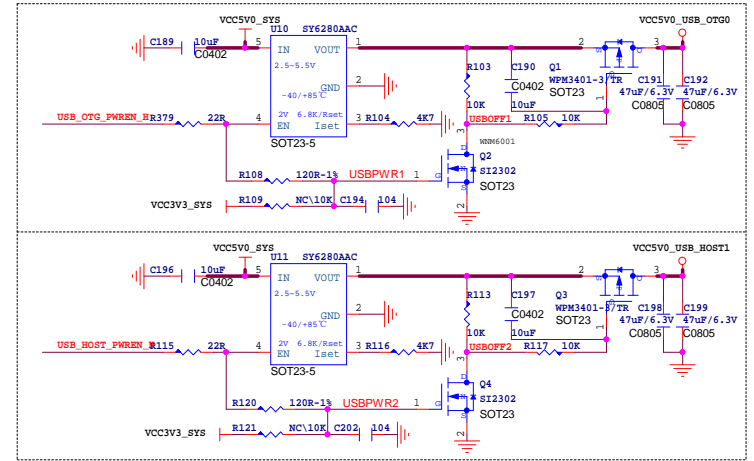 VCC5V0_SYS U10 SY6280AAC VCC5V0_USB_OTG0
C189 10uF 5 IN VOUT 1 2 S D 3
C0402 2.5~5.5V R103 C190 Q1 C191 C192
GND 2 C0402 WPM3401-3/TR 47uF/6.3V 47uF/6.3V
-40/+85℃ SOT23 C0805 C0805
10K 10uF 1
USB_OTG_PWREN_H R379 22R 4 2V 6.8K/Rset 3 R104 4K7 USBOFF1 R105 10K
EN Iset
SOT23-5 3 WNM6001
D Q2
R108 120R-1% USBPWR1 1 G SI2302
VCC3V3_SYS R109 NC\10K C194 104 S SOT23
2
VCC5V0_SYS U11 SY6280AAC VCC5V0_USB_HOST1
C196 10uF 5 IN VOUT 1 2 S D 3
C0402 2.5~5.5V R113 C197 Q3 C198 C199
GND 2 C0402 WPM3401-3/TR 47uF/6.3V 47uF/6.3V
-40/+85℃ SOT23 C0805 C0805
10K 10uF 1
USB_HOST_PWREN_ R115 22R 4 2V 6.8K/Rset 3 R116 4K7 USBOFF2 R117 10K
EN Iset
SOT23-5 3
D Q4
R120 120R-1% USBPWR2 1 G SI2302
VCC3V3_SYS R121 NC\10K C202 104 S SOT23
2